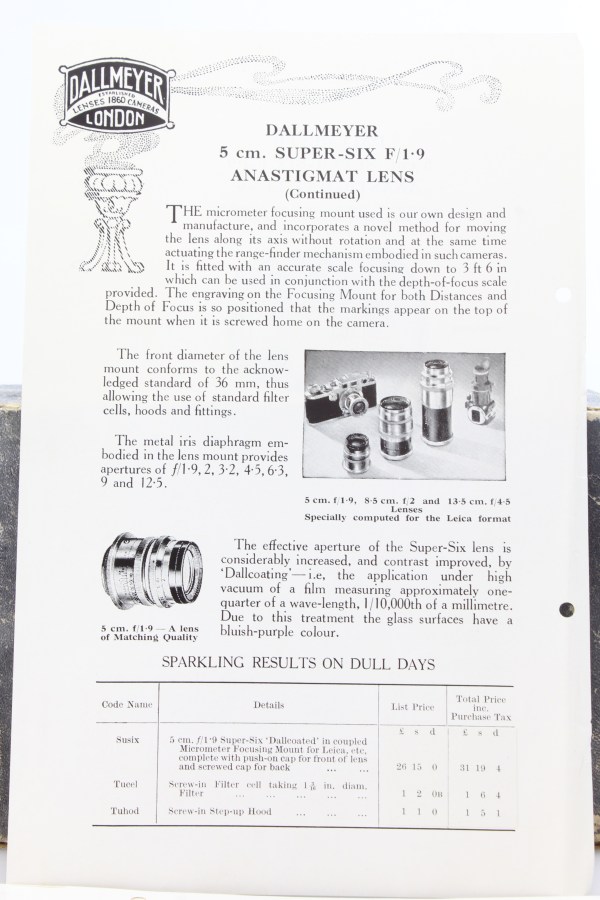 DALLMEYER
ESTABLISHED
LENSES 1860 CAMERAS
LONDON
DALLMEYER
5 cm. SUPER-SIX F/1·9
ANASTIGMAT LENS
(Continued)
THE micrometer focusing mount used is our own design and
manufacture, and incorporates a novel method for moving
the lens along its axis without rotation and at the same time
actuating the range-finder mechanism embodied in such cameras.
It is fitted with an accurate scale focusing down to 3 ft 6 in
which can be used in conjunction with the depth-of-focus scale
provided. The engraving on the Focusing Mount for both Distances and
Depth of Focus is so positioned that the markings appear on the top of
the mount when it is screwed home on the camera.
The front diameter of the lens
mount conforms to the acknow-
ledged standard of 36 mm, thus
allowing the use of standard filter
cells, hoods and fittings.
The metal iris diaphragm em-
bodied in the lens mount provides
apertures of f/1·9, 2, 3·2, 4·5, 6·3,
9 and 12·5.
5 cm. f/1·9, 8·5 cm. f/2 and 13·5 cm. f/4·5
Lenses
Specially computed for the Leica format
The effective aperture of the Super-Six lens is
considerably increased, and contrast improved, by
'Dallcoating'—i.e, the application under high
vacuum of a film measuring approximately one-
quarter of a wave-length, 1/10,000th of a millimetre.
Due to this treatment the glass surfaces have a
bluish-purple colour.
5 cm. f/1·9 — A lens
of Matching Quality
SPARKLING RESULTS ON DULL DAYS
Code Name Details List Price Total Price inc. Purchase Tax
£ s d £ s d
Susix 5 cm. f/1·9 Super-Six 'Dallcoated' in coupled
Micrometer Focusing Mount for Leica, etc,
complete with push-on cap for front of lens
and screwed cap for back ... ... 26 15 0 31 19 4
Tucel Screw-in Filter cell taking in. diam.
Filter ... ... ... ... ... 1 2 1 6 4
Tuhod Screw-in Step-up Hood ... ... ... 1 1 0 1 5 1